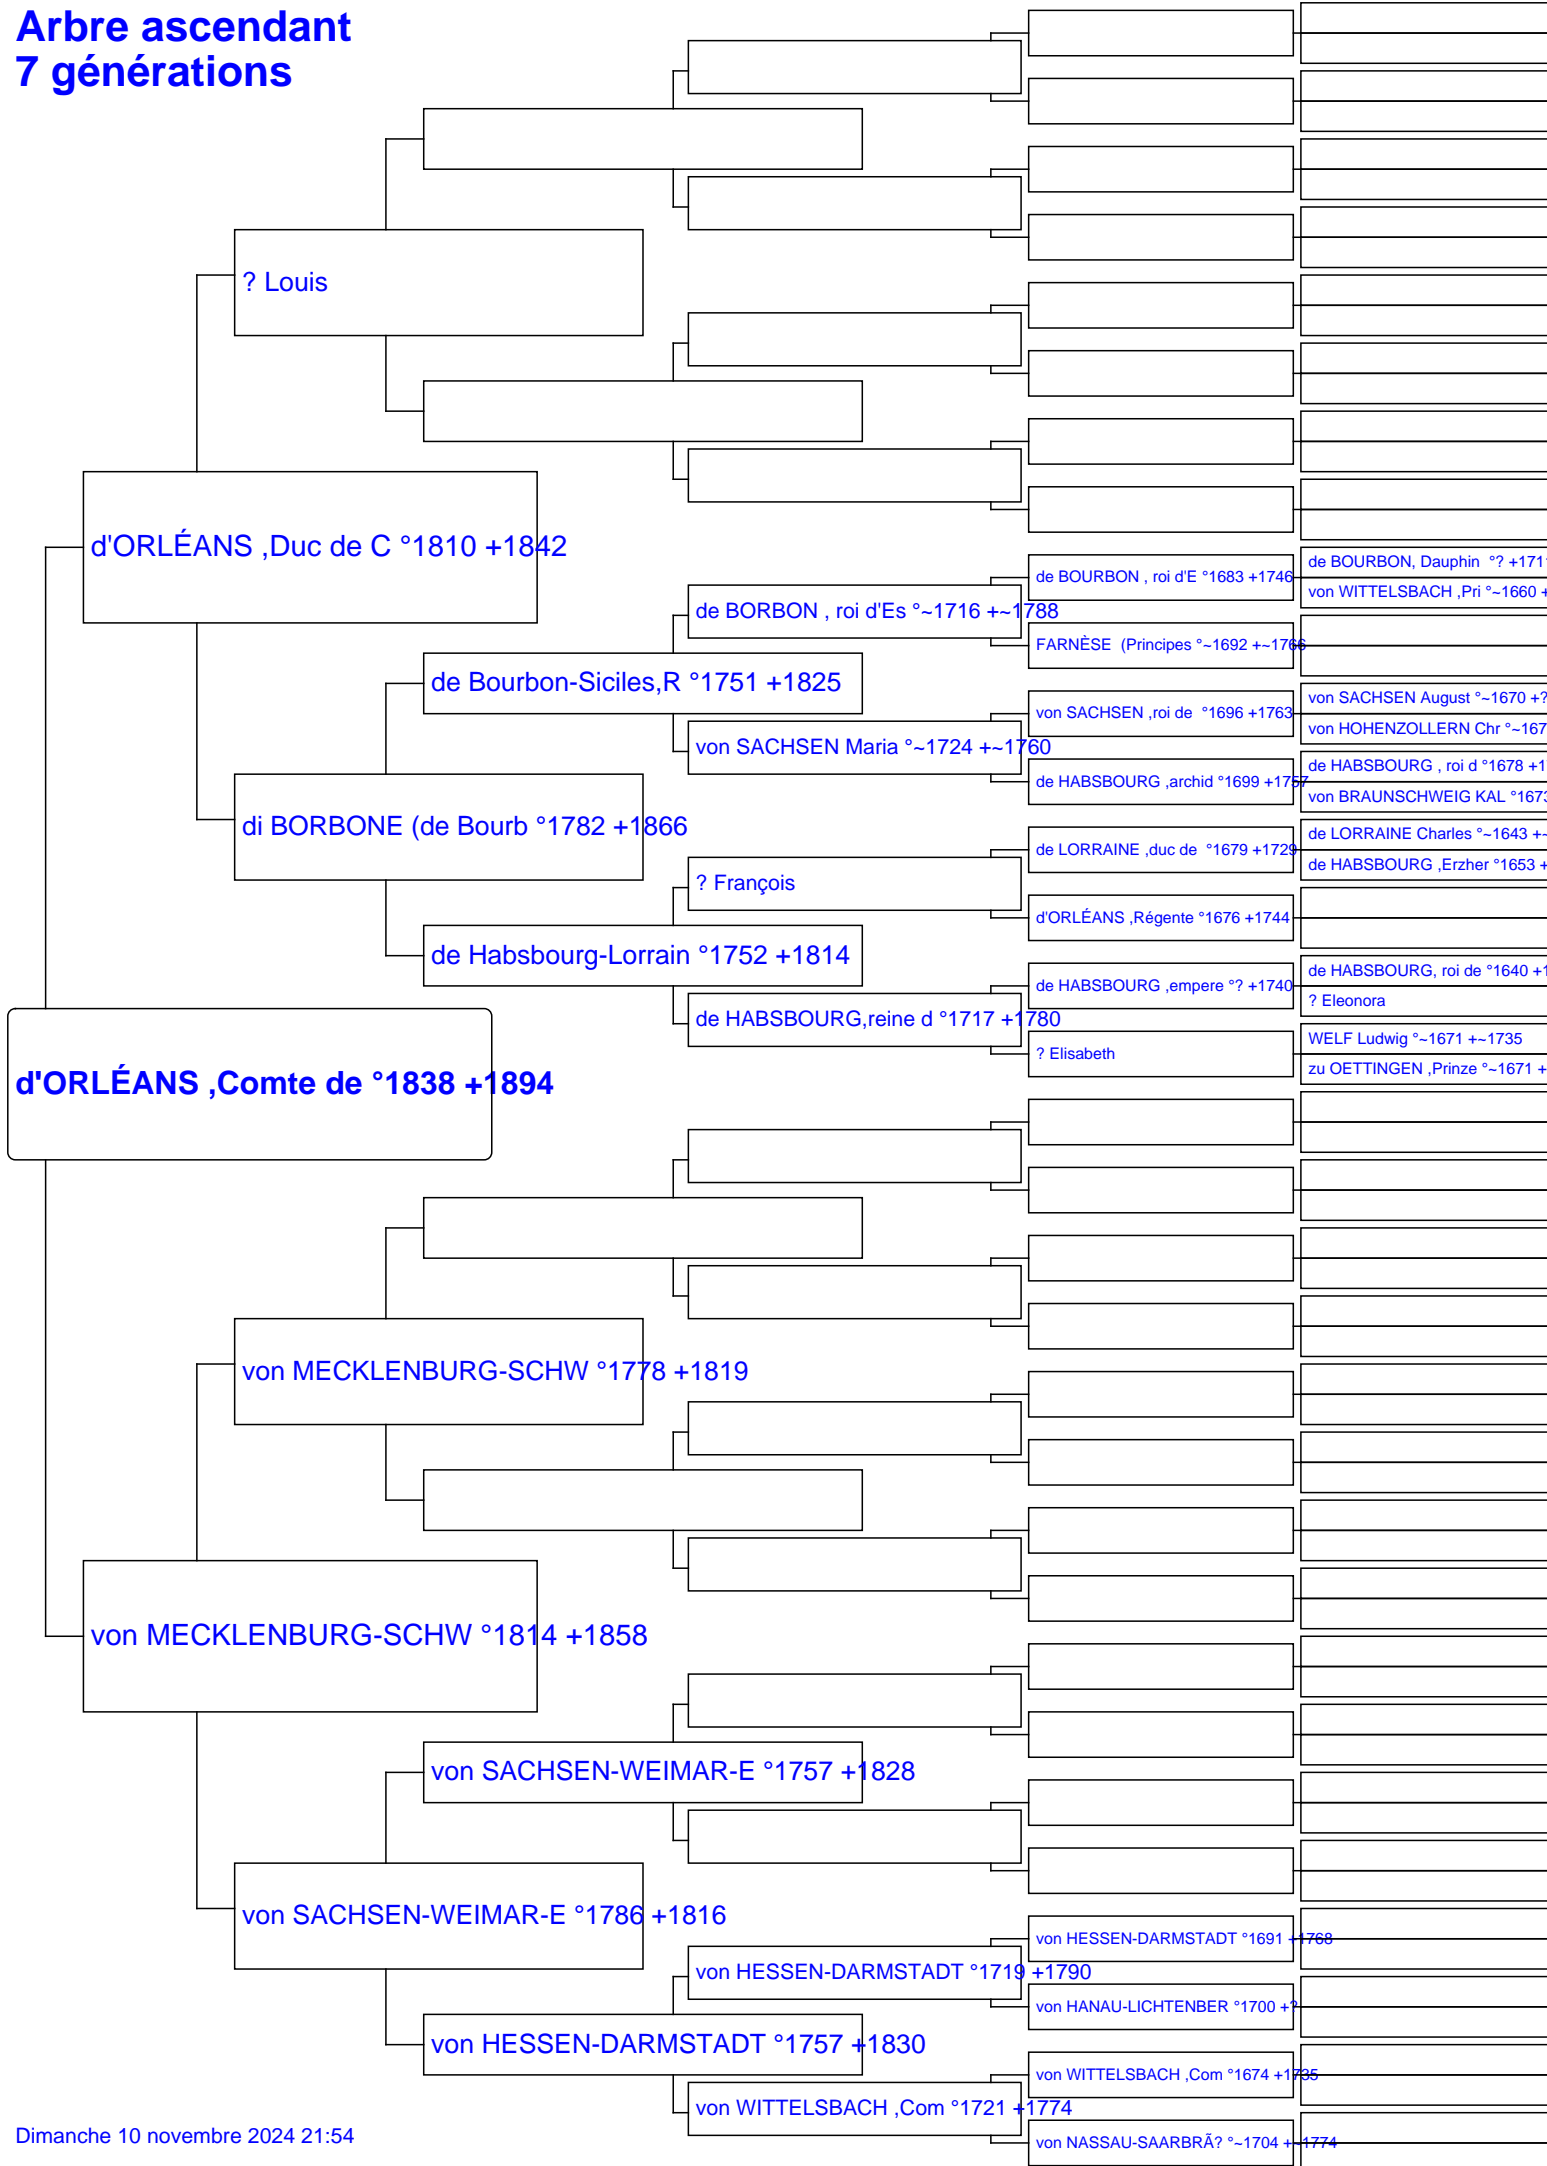 Arbre ascendant
7 générations
? Louis
d'ORLÉANS ,Duc de C °1810 +1842
de BOURBON , roi d'E °1683 +1746
de BOURBON, Dauphin  °? +171
von WITTELSBACH ,Pri °~1660 +
de BORBON , roi d'Es °~1716 +~1788
FARNÈSE  (Principes °~1692 +~1766
de Bourbon-Siciles,R °1751 +1825
von SACHSEN ,roi de  °1696 +1763
von SACHSEN August °~1670 +?
von HOHENZOLLERN Chr °~167
von SACHSEN Maria °~1724 +~1760
de HABSBOURG ,archid °1699 +1757
de HABSBOURG , roi d °1678 +1
von BRAUNSCHWEIG KAL °1673
di BORBONE (de Bourb °1782 +1866
de LORRAINE ,duc de  °1679 +1729
de LORRAINE Charles °~1643 +~
de HABSBOURG ,Erzher °1653 +
? François
d'ORLÉANS ,Régente °1676 +1744
de Habsbourg-Lorrain °1752 +1814
de HABSBOURG ,empere °? +1740
de HABSBOURG, roi de °1640 +1
? Eleonora
de HABSBOURG,reine d °1717 +1780
? Elisabeth
WELF Ludwig °~1671 +~1735
zu OETTINGEN ,Prinze °~1671 +
d'ORLÉANS ,Comte de °1838 +1894
von MECKLENBURG-SCHW °1778 +1819
von MECKLENBURG-SCHW °1814 +1858
von SACHSEN-WEIMAR-E °1757 +1828
von SACHSEN-WEIMAR-E °1786 +1816
von HESSEN-DARMSTADT °1691 +1768
von HESSEN-DARMSTADT °1719 +1790
von HANAU-LICHTENBER °1700 +?
von HESSEN-DARMSTADT °1757 +1830
von WITTELSBACH ,Com °1674 +1735
von WITTELSBACH ,Com °1721 +1774
von NASSAU-SAARBRÃ? °~1704 +~1774
Dimanche 10 novembre 2024 21:54